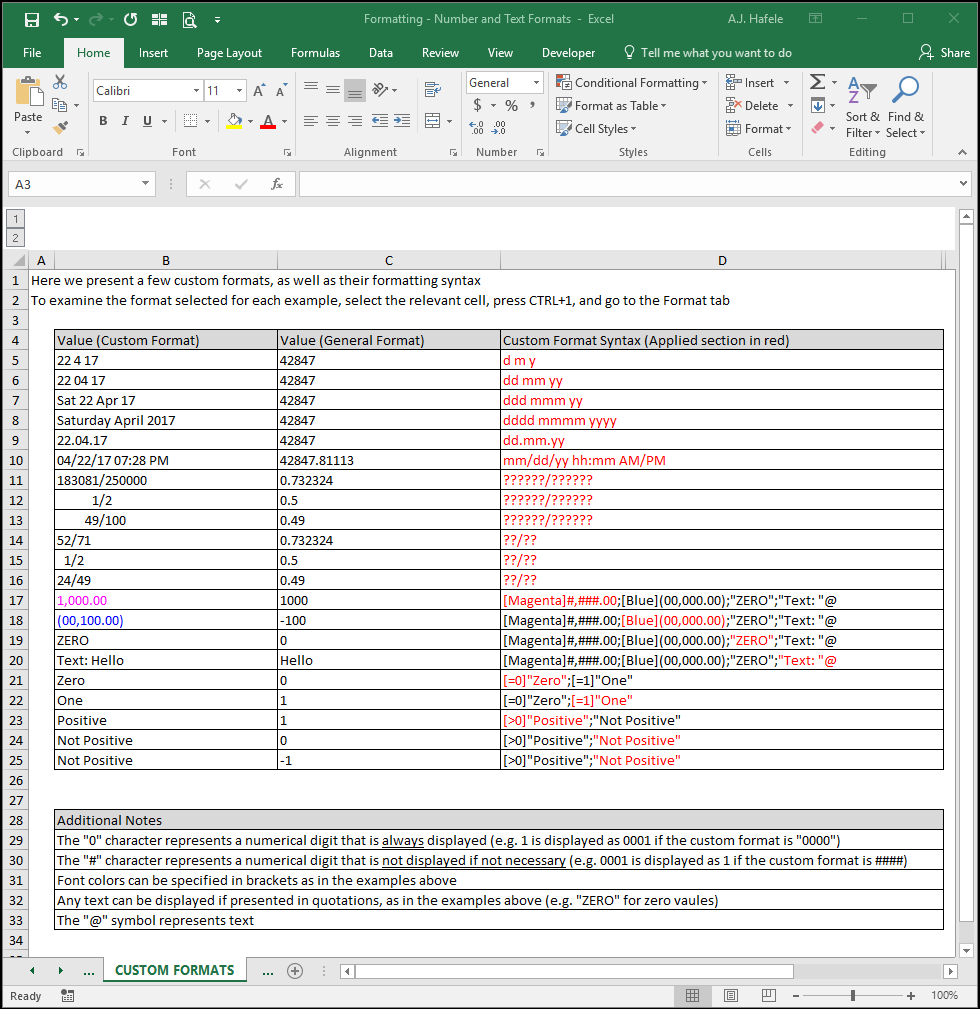 Formatting - Number and Text Formats - Excel
A.J. Hafele
File Home Insert Page Layout Formulas Data Review View Developer Tell me what you want to do Share
Calibri 11 General Conditional Formatting Insert
Paste B I U A $ % , Format as Table Delete Sort & Find &
Cell Styles Format Filter Select
Clipboard Font Alignment Number Styles Cells Editing
A3 fx
1
2
A B C D
1 Here we present a few custom formats, as well as their formatting syntax
2 To examine the format selected for each example, select the relevant cell, press CTRL+1, and go to the Format tab
3
4 Value (Custom Format) Value (General Format) Custom Format Syntax (Applied section in red)
5 22 4 17 42847 d m y
6 22 04 17 42847 dd mm yy
7 Sat 22 Apr 17 42847 ddd mmm yy
8 Saturday April 2017 42847 dddd mmmm yyyy
9 22.04.17 42847 dd.mm.yy
10 04/22/17 07:28 PM 42847.81113 mm/dd/yy hh:mm AM/PM
11 183081/250000 0.732324 ??????/??????
12 1/2 0.5 ??????/??????
13 49/100 0.49 ??????/??????
14 52/71 0.732324 ??/??
15 1/2 0.5 ??/??
16 24/49 0.49 ??/??
17 1,000.00 1000 [Magenta]#,###.00;[Blue](00,000.00);"ZERO";"Text: "@
18 (00,100.00) -100 [Magenta]#,###.00;[Blue](00,000.00);"ZERO";"Text: "@
19 ZERO 0 [Magenta]#,###.00;[Blue](00,000.00);"ZERO";"Text: "@
20 Text: Hello Hello [Magenta]#,###.00;[Blue](00,000.00);"ZERO";"Text: "@
21 Zero 0 [=0]"Zero";[=1]"One"
22 One 1 [=0]"Zero";[=1]"One"
23 Positive 1 [>0]"Positive";"Not Positive"
24 Not Positive 0 [>0]"Positive";"Not Positive"
25 Not Positive -1 [>0]"Positive";"Not Positive"
26
27
28 Additional Notes
29 The "0" character represents a numerical digit that is always displayed (e.g. 1 is displayed as 0001 if the custom format is "0000")
30 The "#" character represents a numerical digit that is not displayed if not necessary (e.g. 0001 is displayed as 1 if the custom format is ####)
31 Font colors can be specified in brackets as in the examples above
32 Any text can be displayed if presented in quotations, as in the examples above (e.g. "ZERO" for zero vaules)
33 The "@" symbol represents text
34
... CUSTOM FORMATS ...
Ready 100%